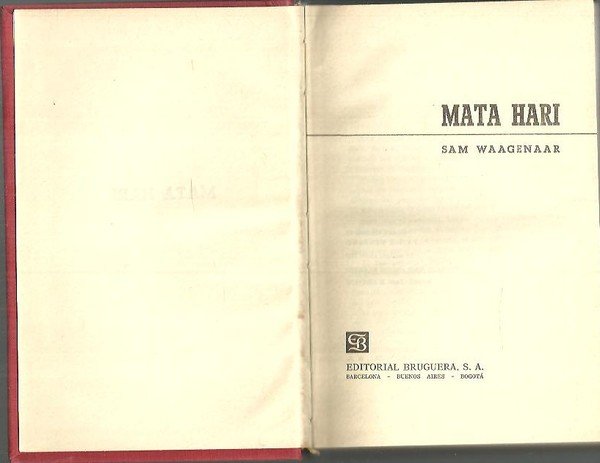 MATA HARI
SAM WAAGENAAR
EDITORIAL BRUGUERA, S. A.
BARCELONA - BUENOS AIRES - BOGOTÁ